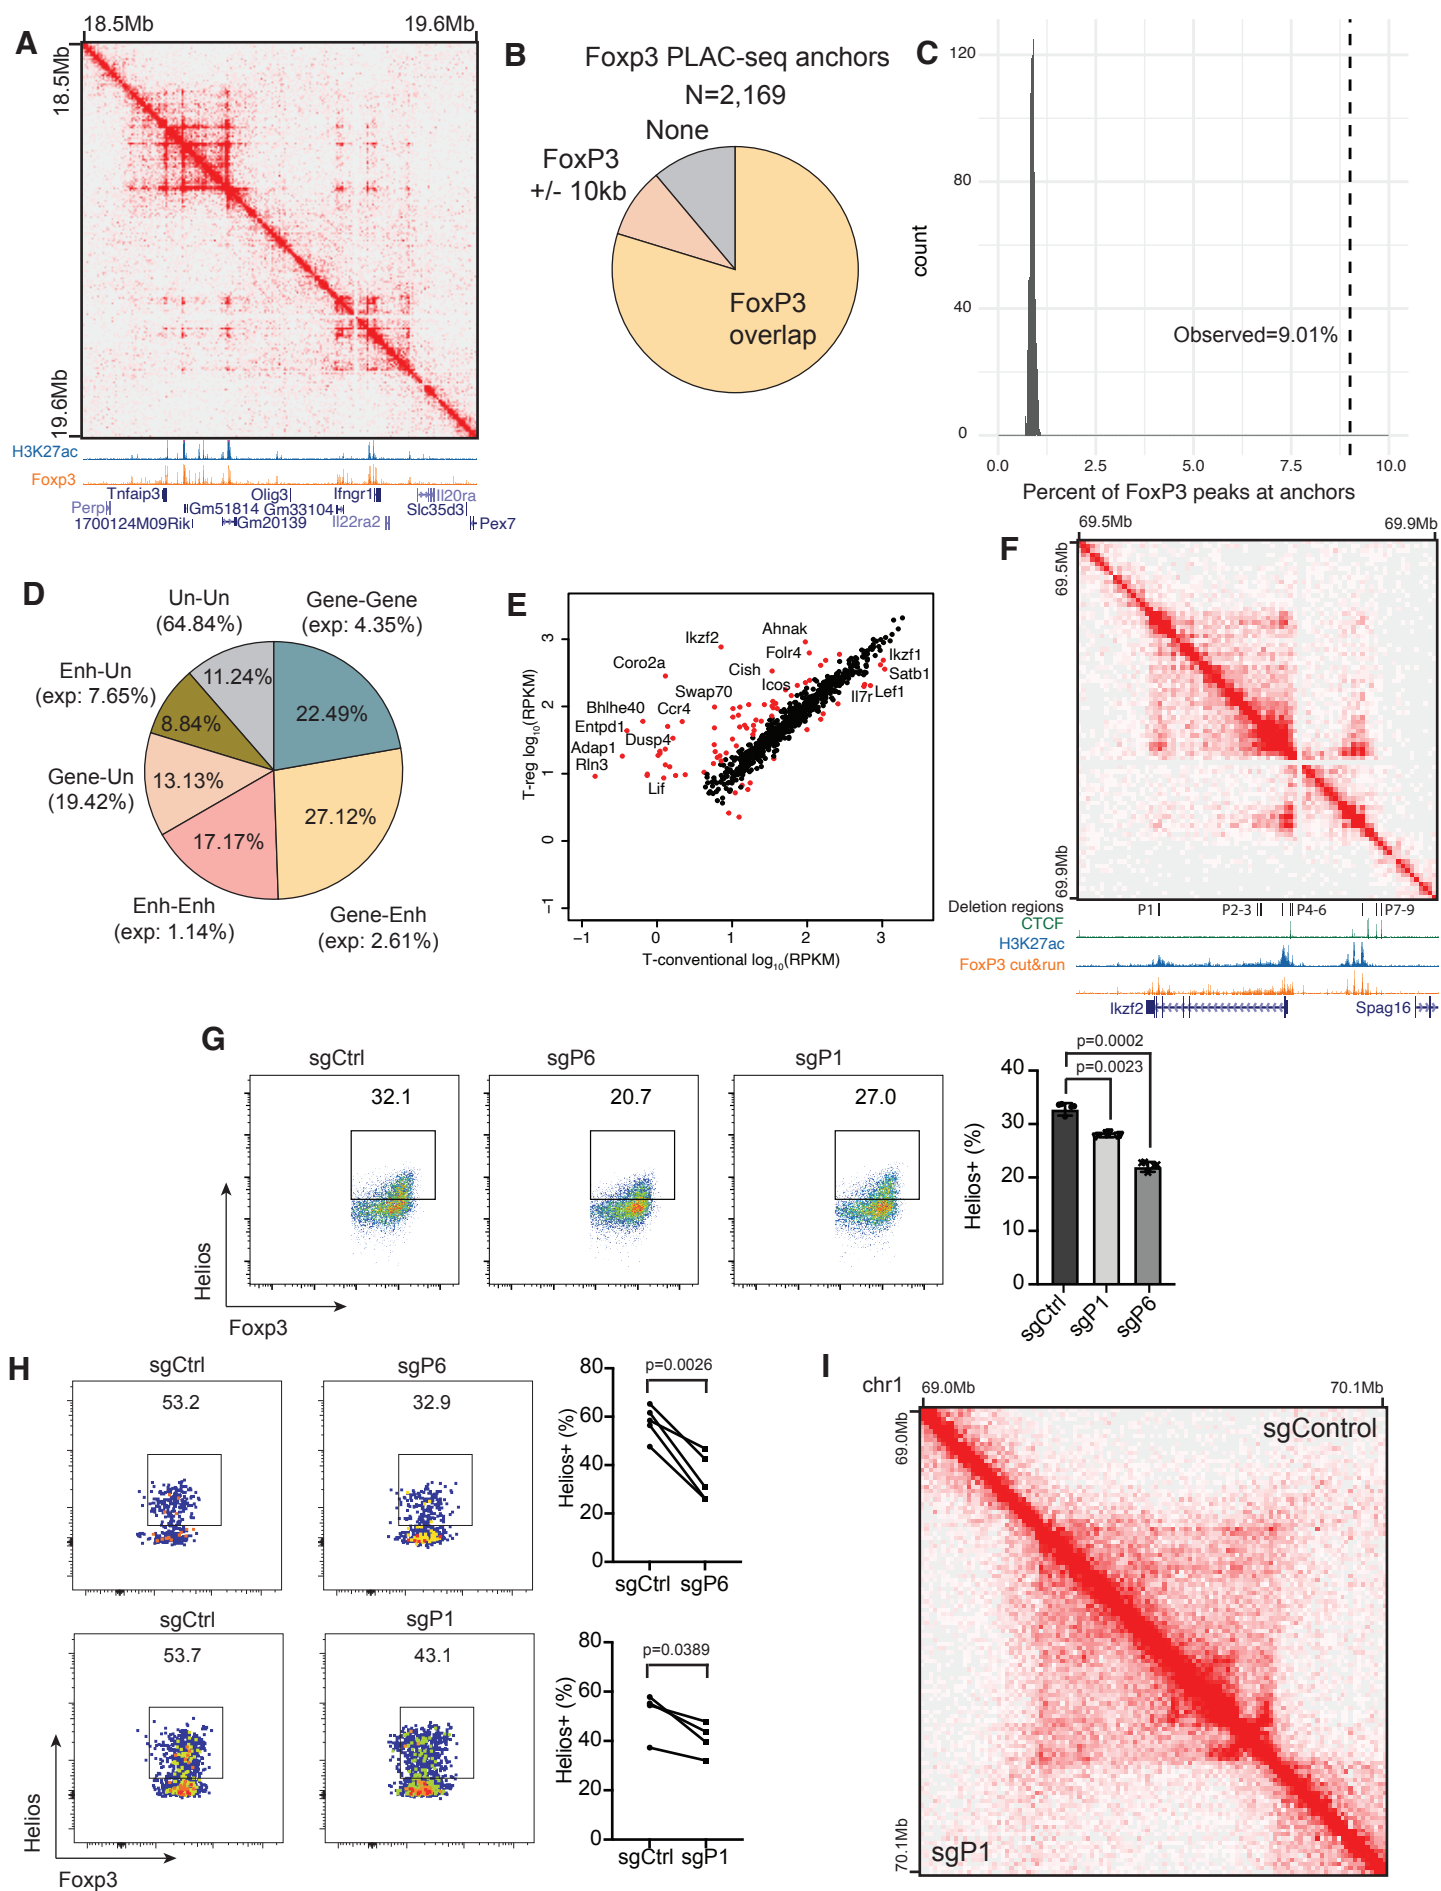 A
18.5Mb
19.6Mb
18.5Mb
19.6Mb
H3K27ac
Foxp3
Tnfaip3
Olig3
Ifngr1
Il20ra
Perp
Gm51814
Gm33104
Slc35d3
1700124M09Rik
Gm20139
Il22ra2
Pex7
B
Foxp3 PLAC-seq anchors
N=2,169
None
FoxP3
+/- 10kb
FoxP3
overlap
C
120
80
40
0
count
Observed=9.01%
0.0
2.5
5.0
7.5
10.0
Percent of FoxP3 peaks at anchors
D
Un-Un
(64.84%)
Gene-Gene
(exp: 4.35%)
Enh-Un
(exp: 7.65%)
11.24%
22.49%
8.84%
Gene-Un
(19.42%)
13.13%
27.12%
17.17%
Enh-Enh
(exp: 1.14%)
Gene-Enh
(exp: 2.61%)
E
3
2
1
0
−1
T-reg log10(RPKM)
Ikzf2
Ahnak
Folr4
Ikzf1
Coro2a
Cish
Satb1
Icos
Il7r
Lef1
Swap70
Bhlhe40
Ccr4
Entpd1
Dusp4
Adap1
Rln3
Lif
−1
0
1
2
3
T-conventional log10(RPKM)
F
69.5Mb
69.9Mb
69.5Mb
69.9Mb
Deletion regions
P1
P2-3
P4-6
P7-9
CTCF
H3K27ac
FoxP3 cut&run
Ikzf2
Spag16
G
sgCtrl
sgP6
sgP1
32.1
20.7
27.0
Helios
Foxp3
p=0.0002
p=0.0023
40
30
20
10
0
Helios+ (%)
sgCtrl
sgP1
sgP6
H
sgCtrl
sgP6
53.2
32.9
p=0.0026
80
60
40
20
0
Helios+ (%)
sgCtrl sgP6
sgCtrl
sgP1
53.7
43.1
Helios
Foxp3
p=0.0389
80
60
40
20
0
Helios+ (%)
sgCtrl sgP1
I
chr1
69.0Mb
70.1Mb
69.0Mb
70.1Mb
sgControl
sgP1